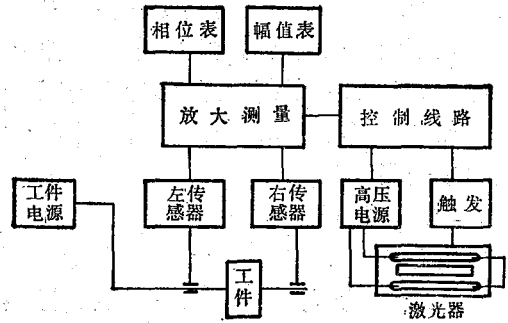 相位表
幅值表
放大测量
控制线路
工件
电源
左传
感器
右传
感器
高压
电源
触发
工
件
激光器